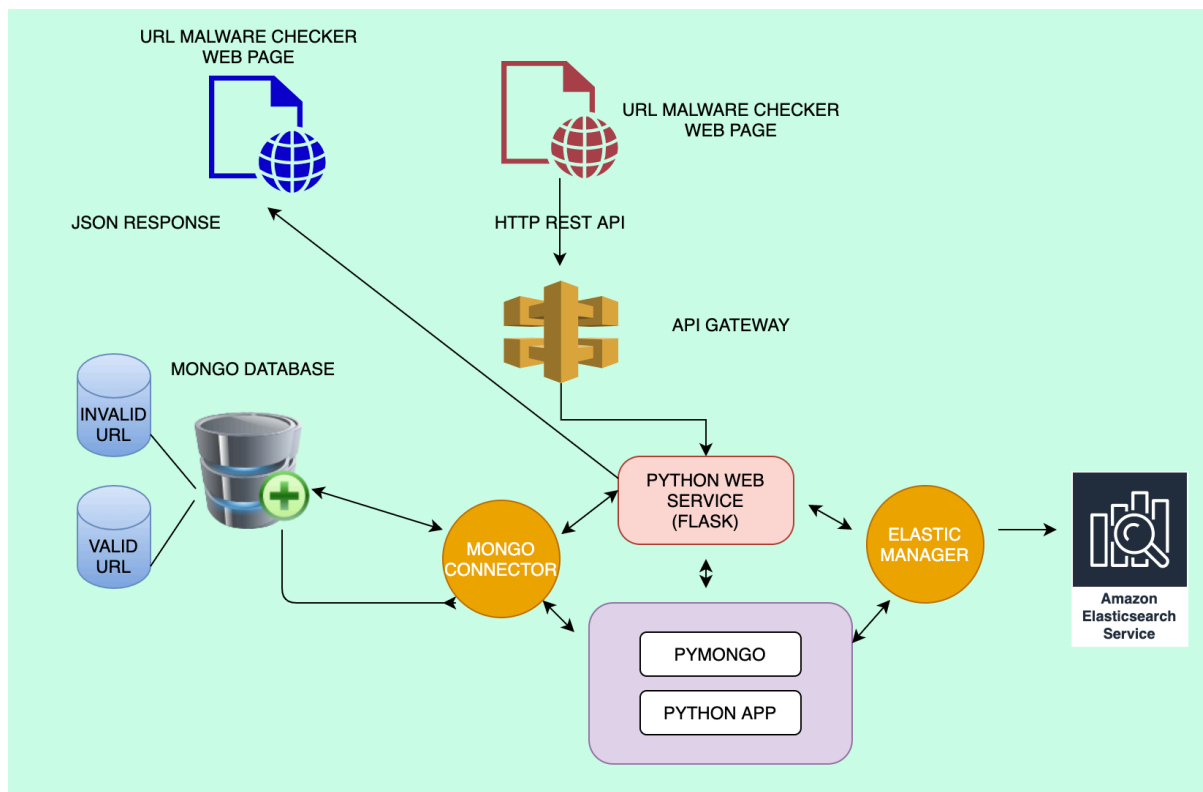 URL MALWARE CHECKER
WEB PAGE
URL MALWARE CHECKER
WEB PAGE
JSON RESPONSE
HTTP REST API
API GATEWAY
MONGO DATABASE
INVALID
URL
VALID
URL
MONGO
CONNECTOR
PYTHON WEB
SERVICE
(FLASK)
ELASTIC
MANAGER
Amazon
Elasticsearch
Service
PYMONGO
PYTHON APP